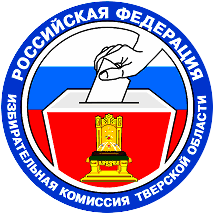 РОССИЙСКАЯ ФЕДЕРАЦИЯ
ИЗБИРАТЕЛЬНАЯ КОМИССИЯ ТВЕРСКОЙ ОБЛАСТИ